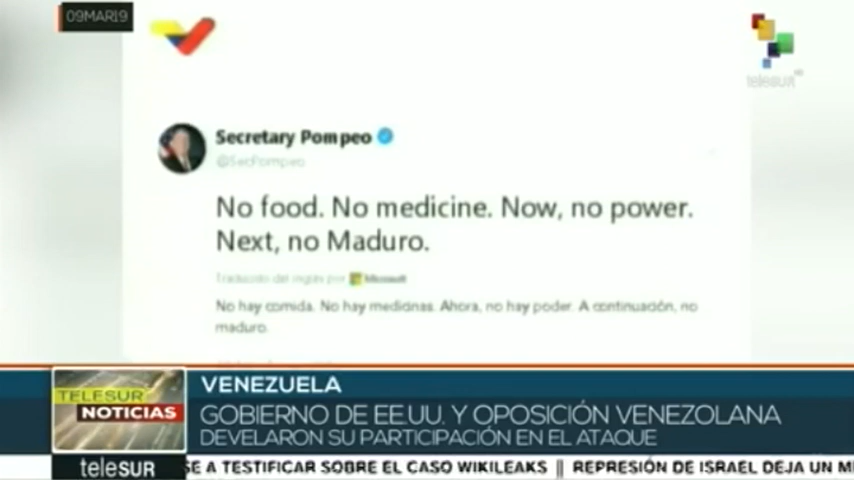 09MAR19
teleSUR
Secretary Pompeo
@SecPompeo
No food. No medicine. Now, no power.
Next, no Maduro.
Traducido del inglés por Microsoft
No hay comida. No hay medicinas. Ahora, no hay poder. A continuación, no
maduro.
TELESUR
NOTICIAS
VENEZUELA
GOBIERNO DE EE.UU. Y OPOSICIÓN VENEZOLANA
DEVELARON SU PARTICIPACIÓN EN EL ATAQUE
teleSUR
SE A TESTIFICAR SOBRE EL CASO WIKILEAKS || REPRESIÓN DE ISRAEL DEJA UN M